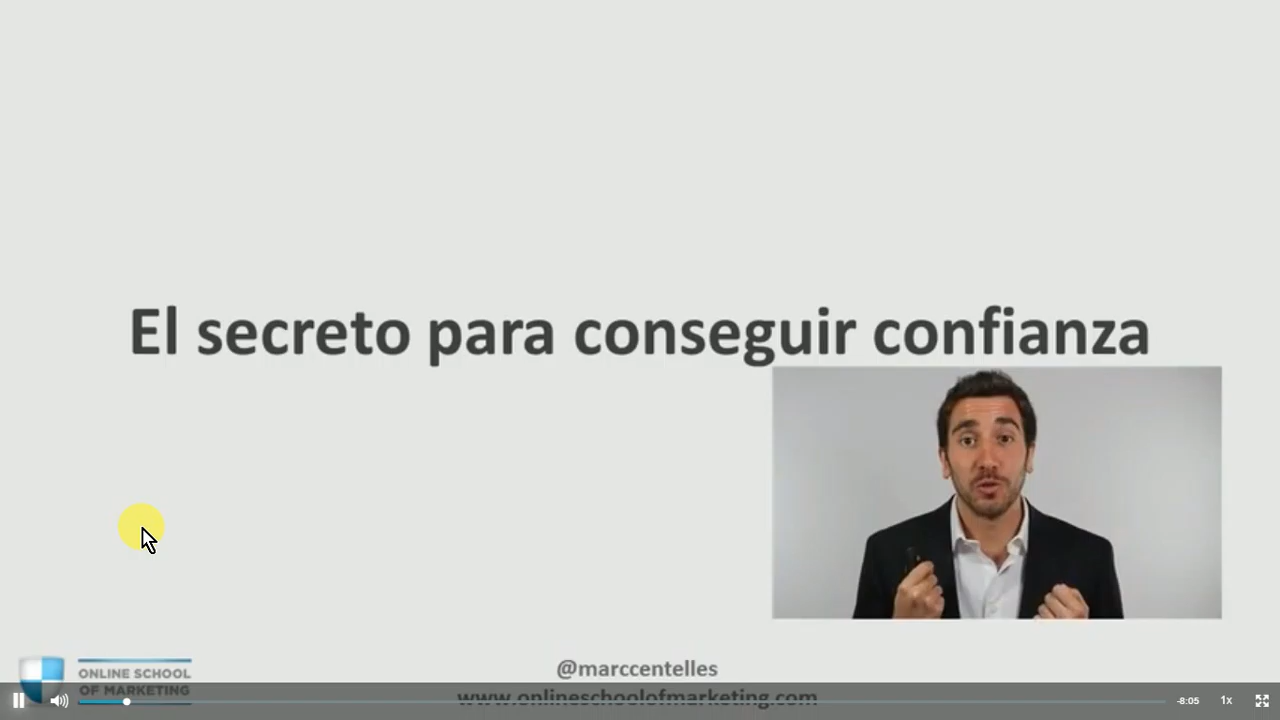 El secreto para conseguir confianza
ONLINE SCHOOL
OF MARKETING
@marccentelles
www.onlineschoolofmarketing.com
-8:05
1x